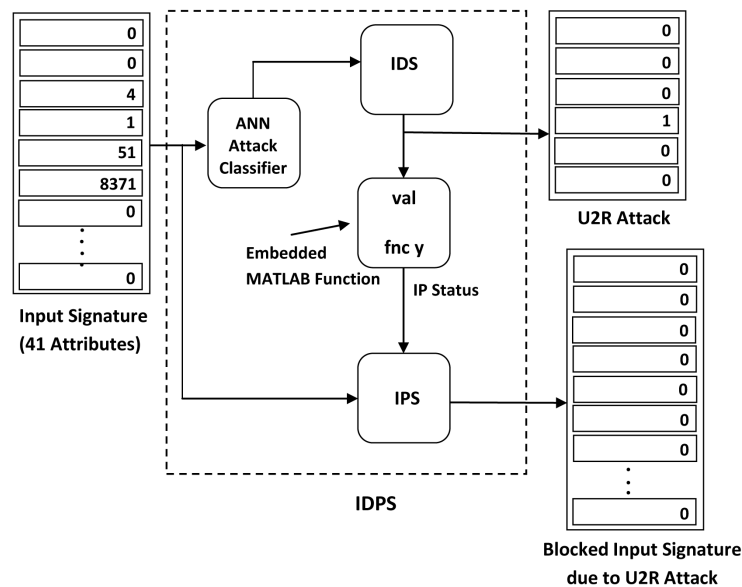 0
0
4
1
51
8371
0
0
Input Signature
(41 Attributes)
ANN
Attack
Classifier
IDS
val
fnc y
Embedded
MATLAB Function
IP Status
IPS
IDPS
0
0
0
1
0
0
U2R Attack
0
0
0
0
0
0
0
0
Blocked Input Signature
due to U2R Attack